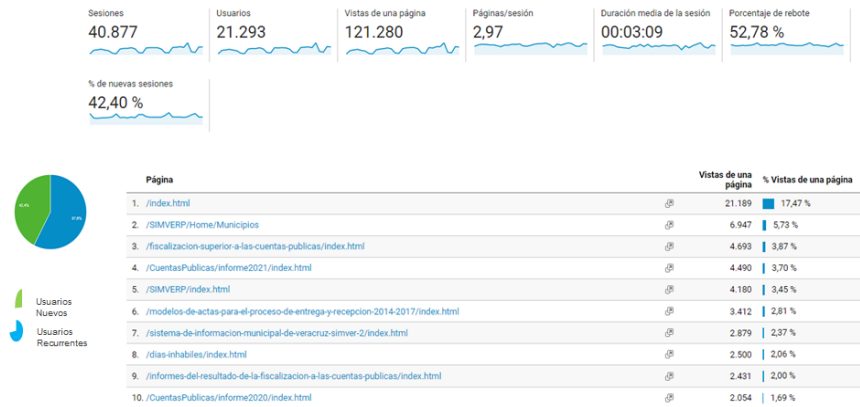 Sesiones
40.877
Usuarios
21.293
Vistas de una página
121.280
Páginas/sesión
2,97
Duración media de la sesión
00:03:09
Porcentaje de rebote
52,78 %
% de nuevas sesiones
42,40 %
Página Vistas de una página % Vistas de una página
1. /index.html 21.189 17,47 %
2. /SIMVERP/Home/Municipios 6.947 5,73 %
3. /fiscalizacion-superior-a-las-cuentas-publicas/index.html 4.693 3,87 %
4. /CuentasPublicas/informe2021/index.html 4.490 3,70 %
5. /SIMVERP/index.html 4.180 3,45 %
6. /modelos-de-actas-para-el-proceso-de-entrega-y-recepcion-2014-2017/index.html 3.412 2,81 %
7. /sistema-de-informacion-municipal-de-veracruz-simver-2/index.html 2.879 2,37 %
8. /dias-inhabiles/index.html 2.500 2,06 %
9. /informes-del-resultado-de-la-fiscalizacion-a-las-cuentas-publicas/index.html 2.431 2,00 %
10. /CuentasPublicas/informe2020/index.html 2.054 1,69 %
Usuarios
Nuevos
Usuarios
Recurrentes